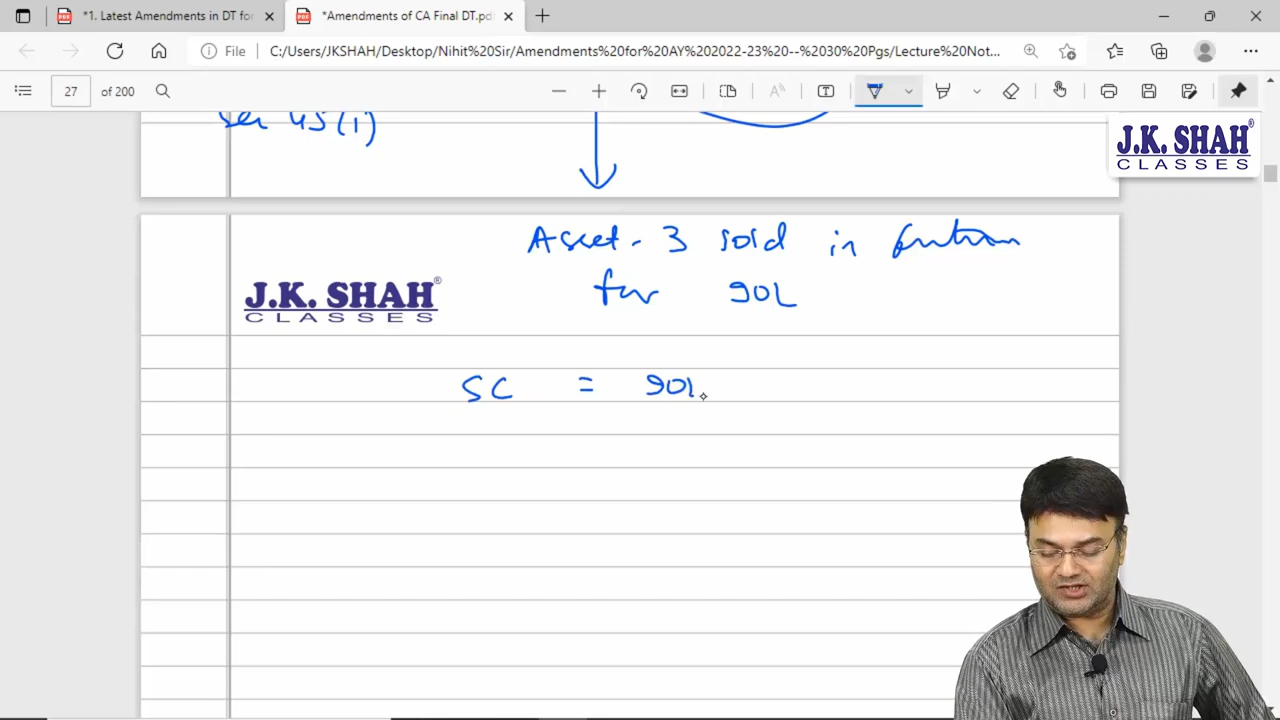 *1. Latest Amendments in DT for
*Amendments of CA Final DT.pd
File
C:/Users/JKSHAH/Desktop/Nihit%20Sir/Amendments%20for%20AY%202022-23%20--%2030%20Pgs/Lecture%20Not...
27 of 200
Sec 45(1)
J.K. SHAH®
CLASSES
Asset - 3 sold in future
for 90L
J.K. SHAH®
CLASSES
SC = 90L